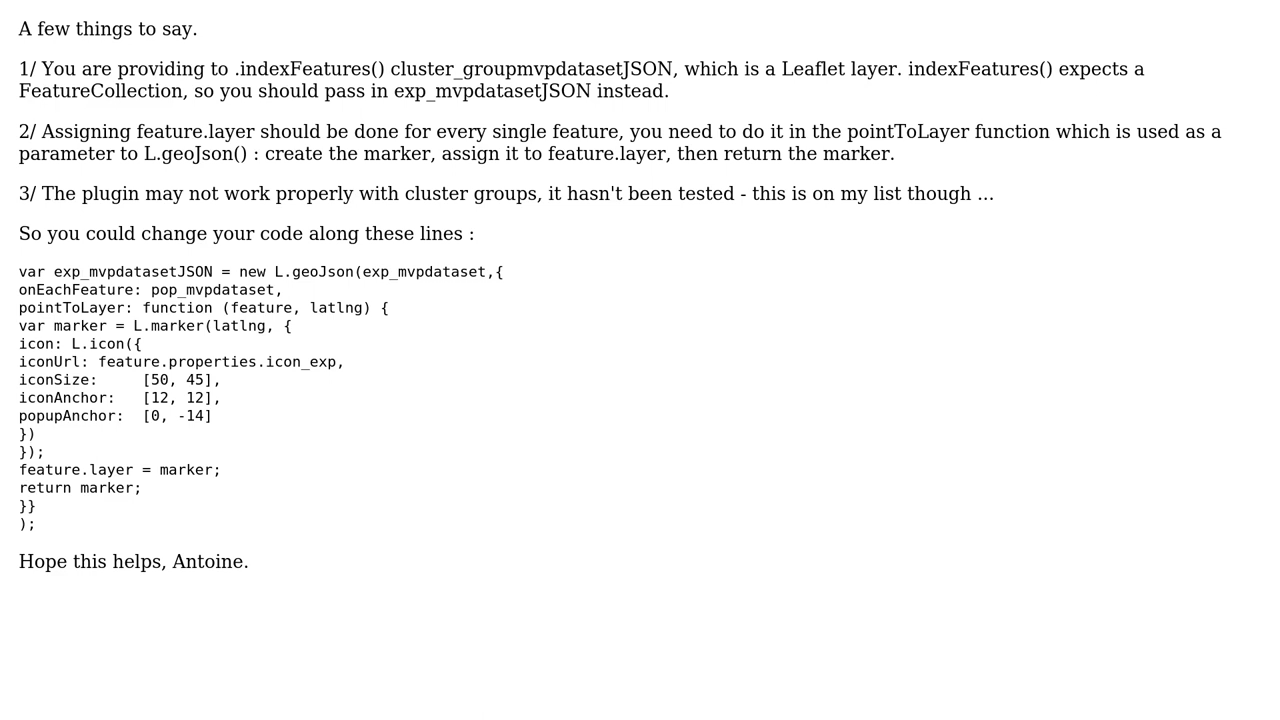 A few things to say.
1/ You are providing to .indexFeatures() cluster_groupmvpdatasetJSON, which is a Leaflet layer. indexFeatures() expects a
FeatureCollection, so you should pass in exp_mvpdatasetJSON instead.
2/ Assigning feature.layer should be done for every single feature, you need to do it in the pointToLayer function which is used as a
parameter to L.geoJson() : create the marker, assign it to feature.layer, then return the marker.
3/ The plugin may not work properly with cluster groups, it hasn't been tested - this is on my list though ...
So you could change your code along these lines :
var exp_mvpdatasetJSON = new L.geoJson(exp_mvpdataset,{
onEachFeature: pop_mvpdataset,
pointToLayer: function (feature, latlng) {
var marker = L.marker(latlng, {
icon: L.icon({
iconUrl: feature.properties.icon_exp,
iconSize:     [50, 45],
iconAnchor:   [12, 12],
popupAnchor:  [0, -14]
})
});
feature.layer = marker;
return marker;
}}
);
Hope this helps, Antoine.